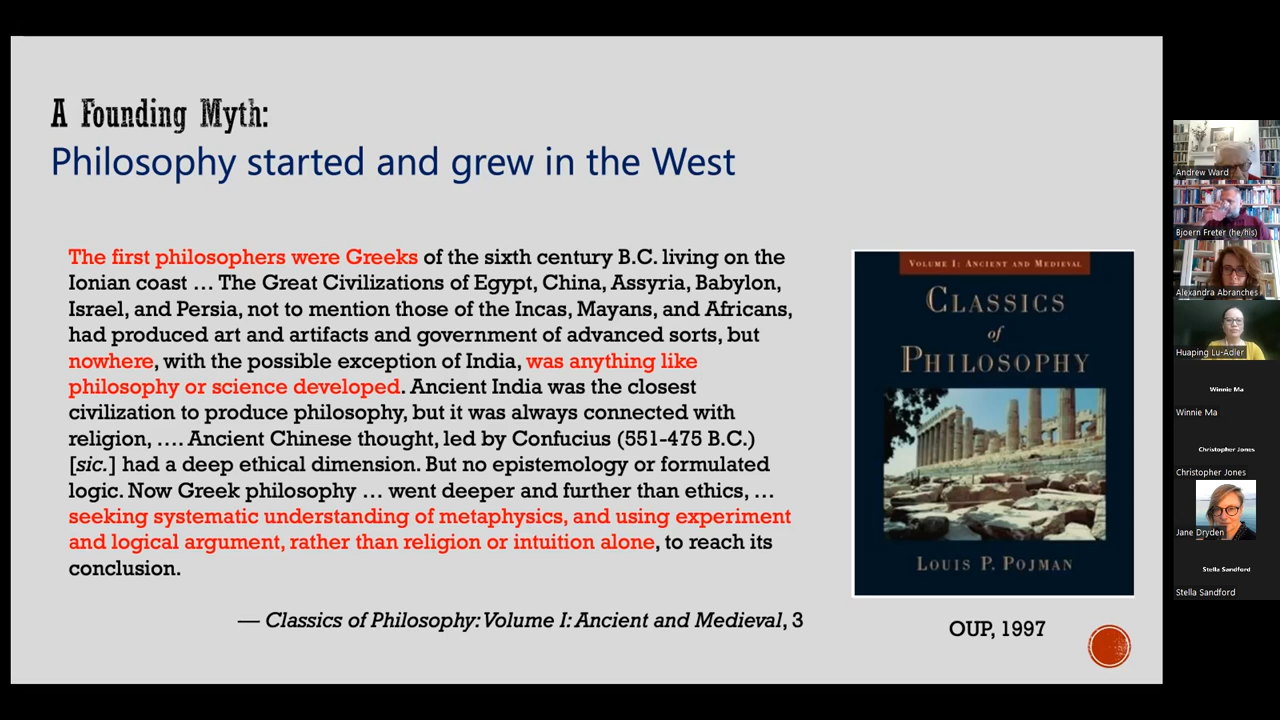 A Founding Myth:
Philosophy started and grew in the West
The first philosophers were Greeks of the sixth century B.C. living on the
Ionian coast … The Great Civilizations of Egypt, China, Assyria, Babylon,
Israel, and Persia, not to mention those of the Incas, Mayans, and Africans,
had produced art and artifacts and government of advanced sorts, but
nowhere, with the possible exception of India, was anything like
philosophy or science developed. Ancient India was the closest
civilization to produce philosophy, but it was always connected with
religion, …. Ancient Chinese thought, led by Confucius (551-475 B.C.)
[sic.] had a deep ethical dimension. But no epistemology or formulated
logic. Now Greek philosophy … went deeper and further than ethics, …
seeking systematic understanding of metaphysics, and using experiment
and logical argument, rather than religion or intuition alone, to reach its
conclusion.
— Classics of Philosophy: Volume I: Ancient and Medieval, 3
VOLUME I: ANCIENT AND MEDIEVAL
CLASSICS
of
PHILOSOPHY
LOUIS P. POJMAN
OUP, 1997
Andrew Ward
Bjoern Freter (he/his)
Alexandra Abranches
Huaping Lu-Adler
Winnie Ma
Winnie Ma
Christopher Jones
Christopher Jones
Jane Dryden
Stella Sandford
Stella Sandford